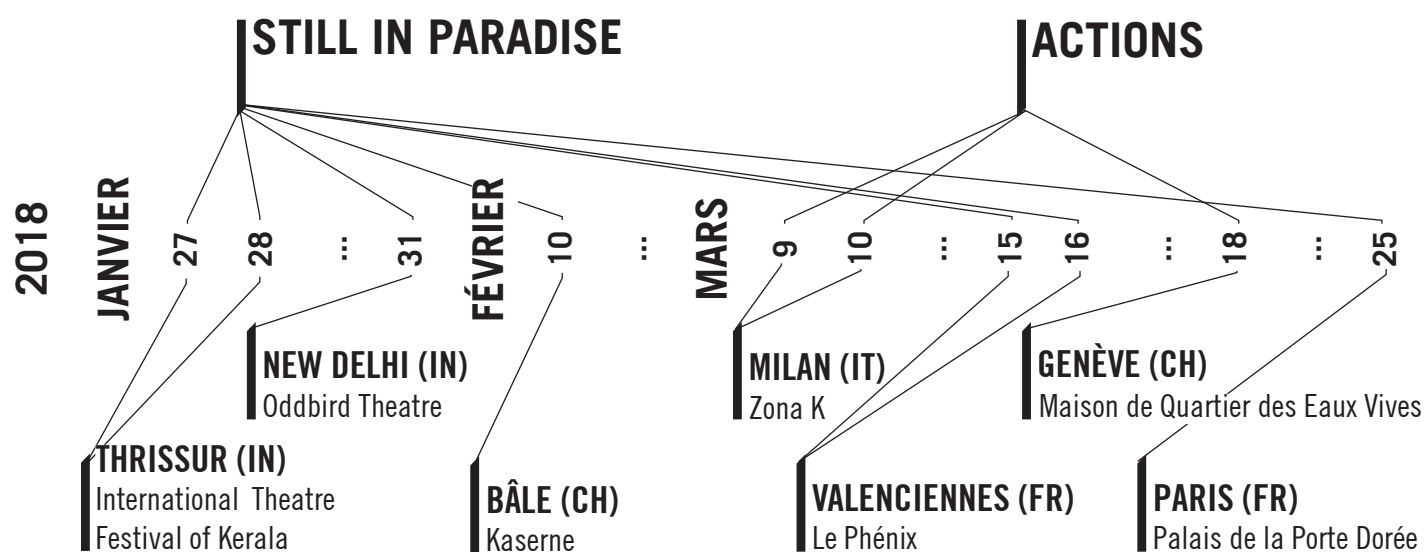 STILL IN PARADISE
ACTIONS
2018
JANVIER
27
28
...
31
FÉVRIER
10
...
MARS
9
10
...
15
16
...
18
...
25
NEW DELHI (IN)
Oddbird Theatre
MILAN (IT)
Zona K
GENÈVE (CH)
Maison de Quartier des Eaux Vives
THRISSUR (IN)
International Theatre
Festival of Kerala
BÂLE (CH)
Kaserne
VALENCIENNES (FR)
Le Phénix
PARIS (FR)
Palais de la Porte Dorée